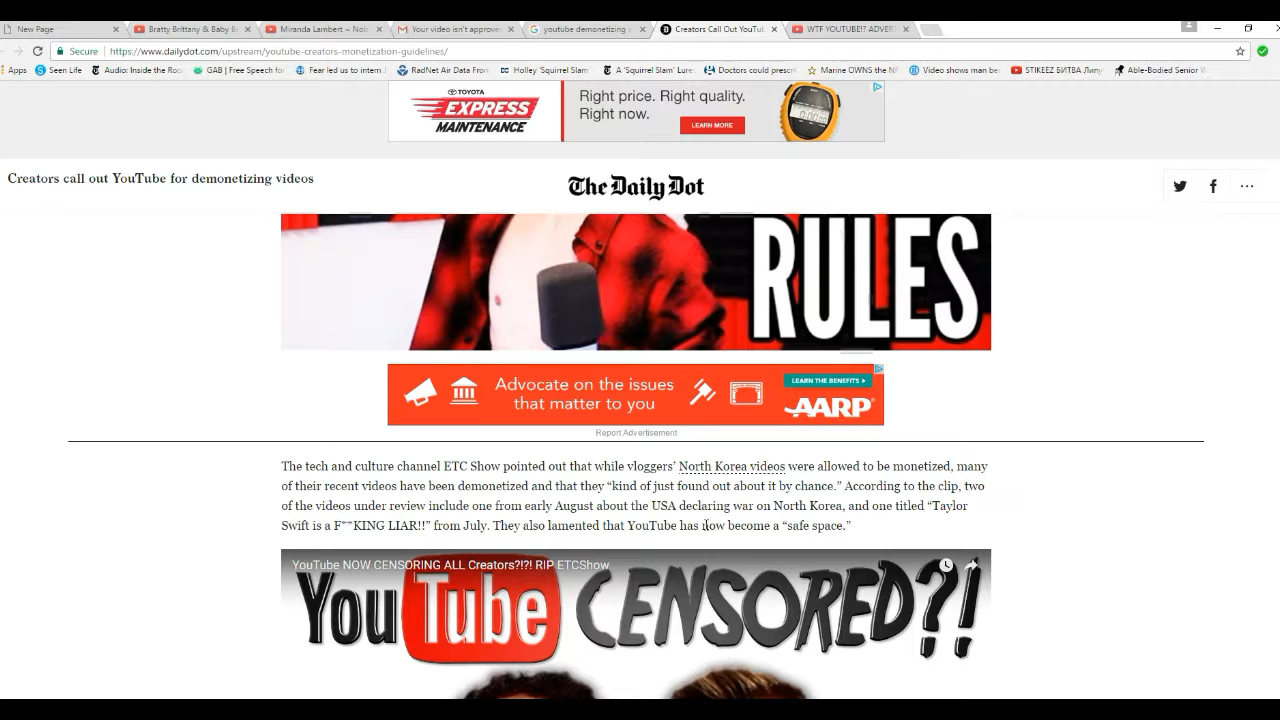 New Page
Bratty Brittany & Baby B
Miranda Lambert ~ Nob
Your video isn't approve
youtube demonetizing v
Creators Call Out YouTu
WTF YOUTUBE!? ADVER
Secure
https://www.dailydot.com/upstream/youtube-creators-monetization-guidelines/
Apps
Seen Life
Audio: Inside the Roo
GAB | Free Speech for
Fear led us to intern J
RadNet Air Data From
Holley 'Squirrel Slam
A 'Squirrel Slam' Lure
Doctors could prescr
Marine OWNS the NF
Video shows man be
STIKEEZ БИТВА Липу
Able-Bodied Senior W
TOYOTA
EXPRESS
MAINTENANCE
Right price. Right quality.
Right now.
LEARN MORE
Creators call out YouTube for demonetizing videos
The Daily Dot
RULES
Advocate on the issues
that matter to you
LEARN THE BENEFITS
AARP
Report Advertisement
The tech and culture channel ETC Show pointed out that while vloggers' North Korea videos were allowed to be monetized, many
of their recent videos have been demonetized and that they “kind of just found out about it by chance.” According to the clip, two
of the videos under review include one from early August about the USA declaring war on North Korea, and one titled “Taylor
Swift is a F**KING LIAR!!” from July. They also lamented that YouTube has now become a “safe space.”
YouTube NOW CENSORING ALL Creators?!?! RIP ETCShow
YouTube CENSORED?!